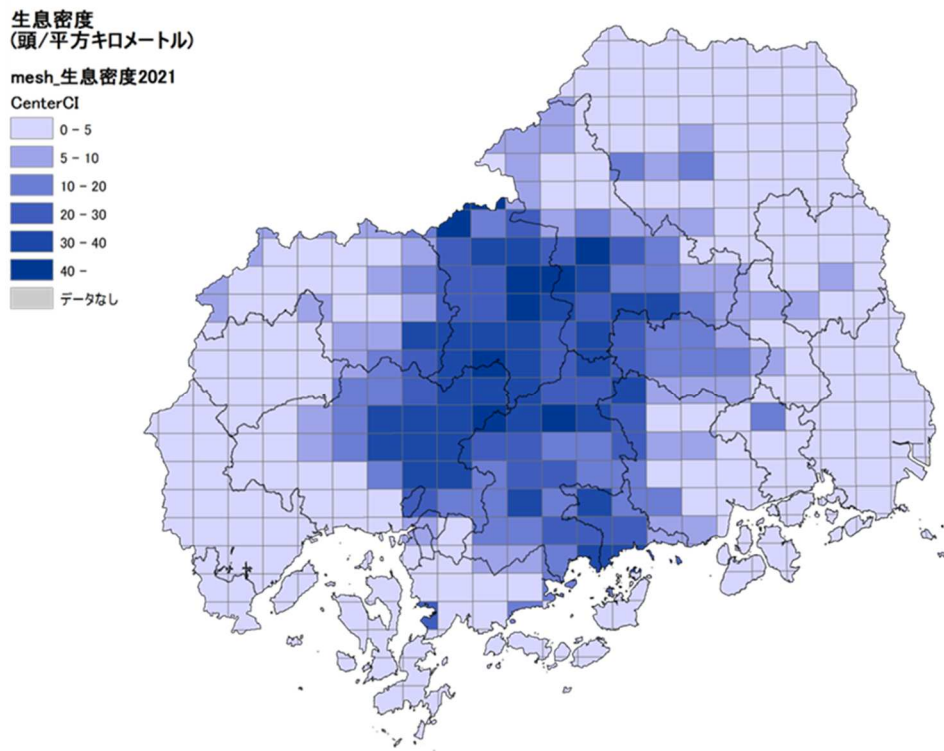 生息密度
(頭/平方キロメートル)
mesh_生息密度2021
CenterCI
0 - 5
5 - 10
10 - 20
20 - 30
30 - 40
40 -
データなし